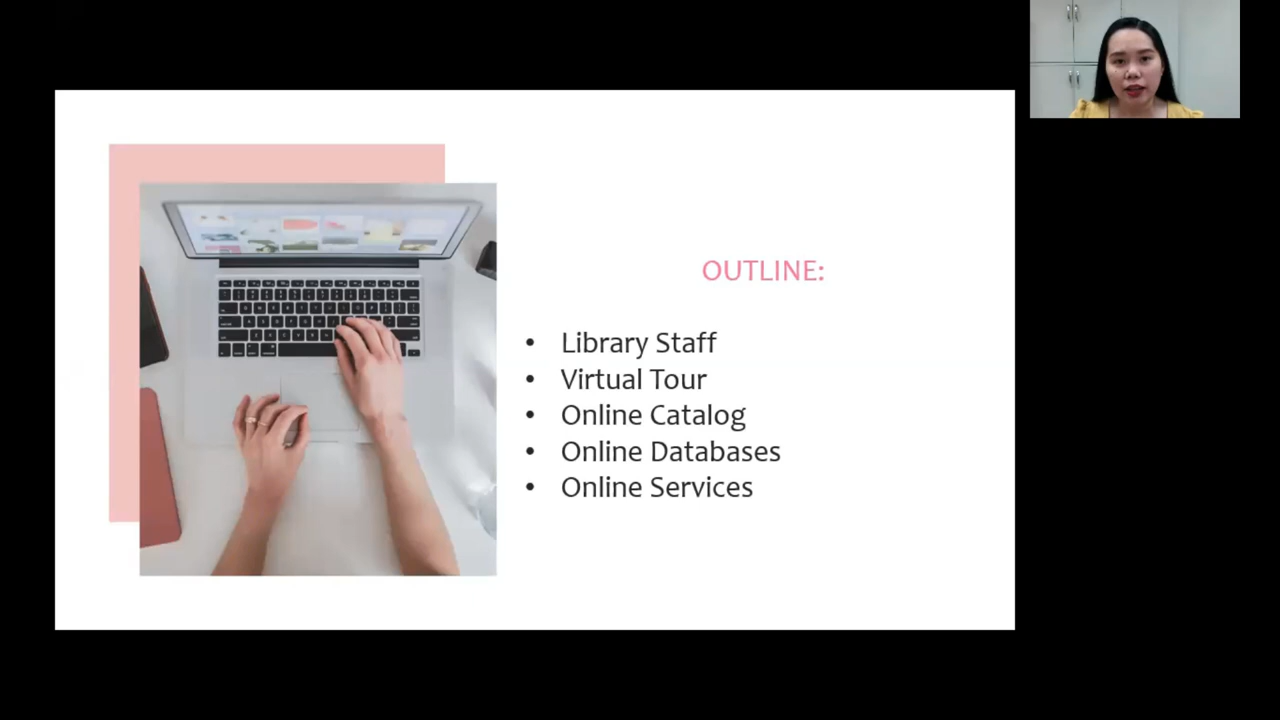 OUTLINE:
• Library Staff
• Virtual Tour
• Online Catalog
• Online Databases
• Online Services